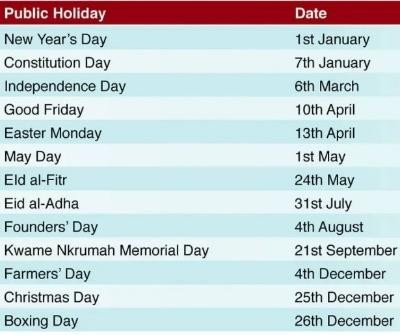 Public Holiday Date
New Year's Day 1st January
Constitution Day 7th January
Independence Day 6th March
Good Friday 10th April
Easter Monday 13th April
May Day 1st May
EId al-Fitr 24th May
Eid al-Adha 31st July
Founders' Day 4th August
Kwame Nkrumah Memorial Day 21st September
Farmers' Day 4th December
Christmas Day 25th December
Boxing Day 26th December